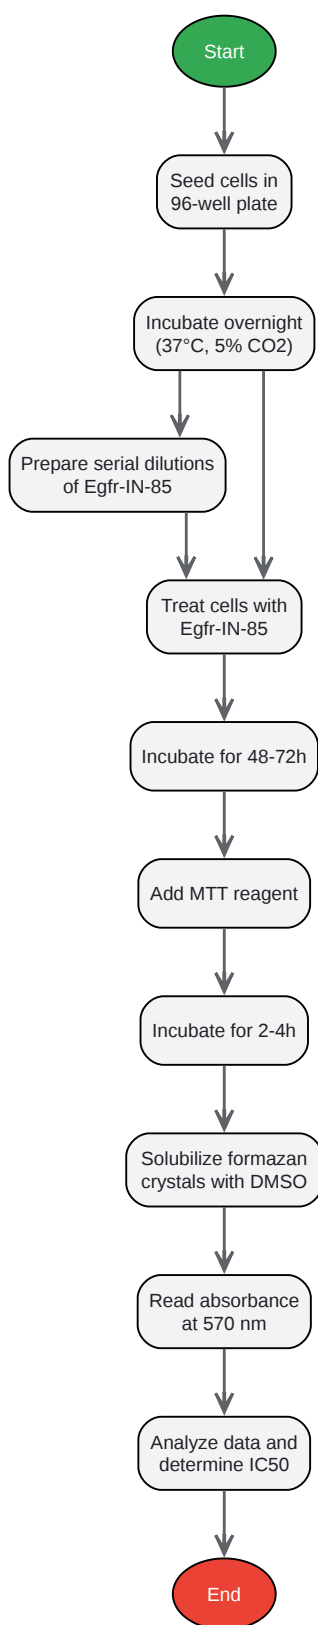 Start
Seed cells in
96-well plate
Incubate overnight
(37°C, 5% CO2)
Prepare serial dilutions
of Egfr-IN-85
Treat cells with
Egfr-IN-85
Incubate for 48-72h
Add MTT reagent
Incubate for 2-4h
Solubilize formazan
crystals with DMSO
Read absorbance
at 570 nm
Analyze data and
determine IC50
End